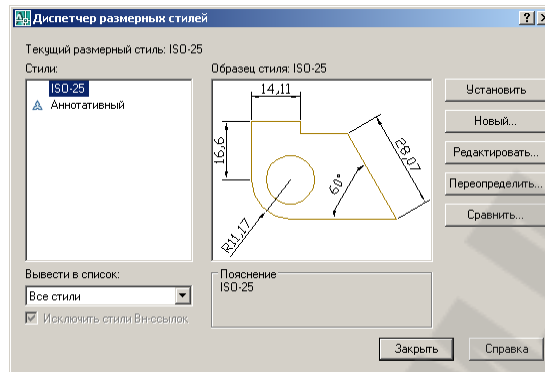 Диспетчер размерных стилей
Текущий размерный стиль: ISO-25
Стили:
ISO-25
Аннотативный
Образец стиля: ISO-25
14,11
16,6
28,07
60°
R11,17
Установить
Новый...
Редактировать...
Переопределить...
Сравнить...
Вывести в список:
Все стили
Исключить стили Вн-ссылок
Пояснение
ISO-25
Закрыть
Справка